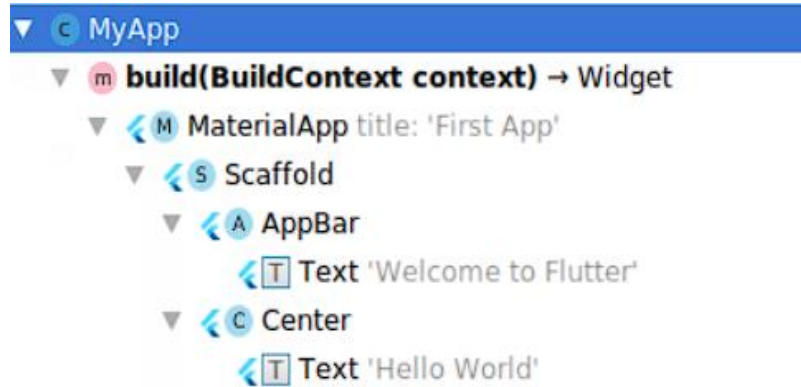 C MyApp
m build(BuildContext context) → Widget
M MaterialApp title: 'First App'
S Scaffold
A AppBar
T Text 'Welcome to Flutter'
C Center
T Text 'Hello World'